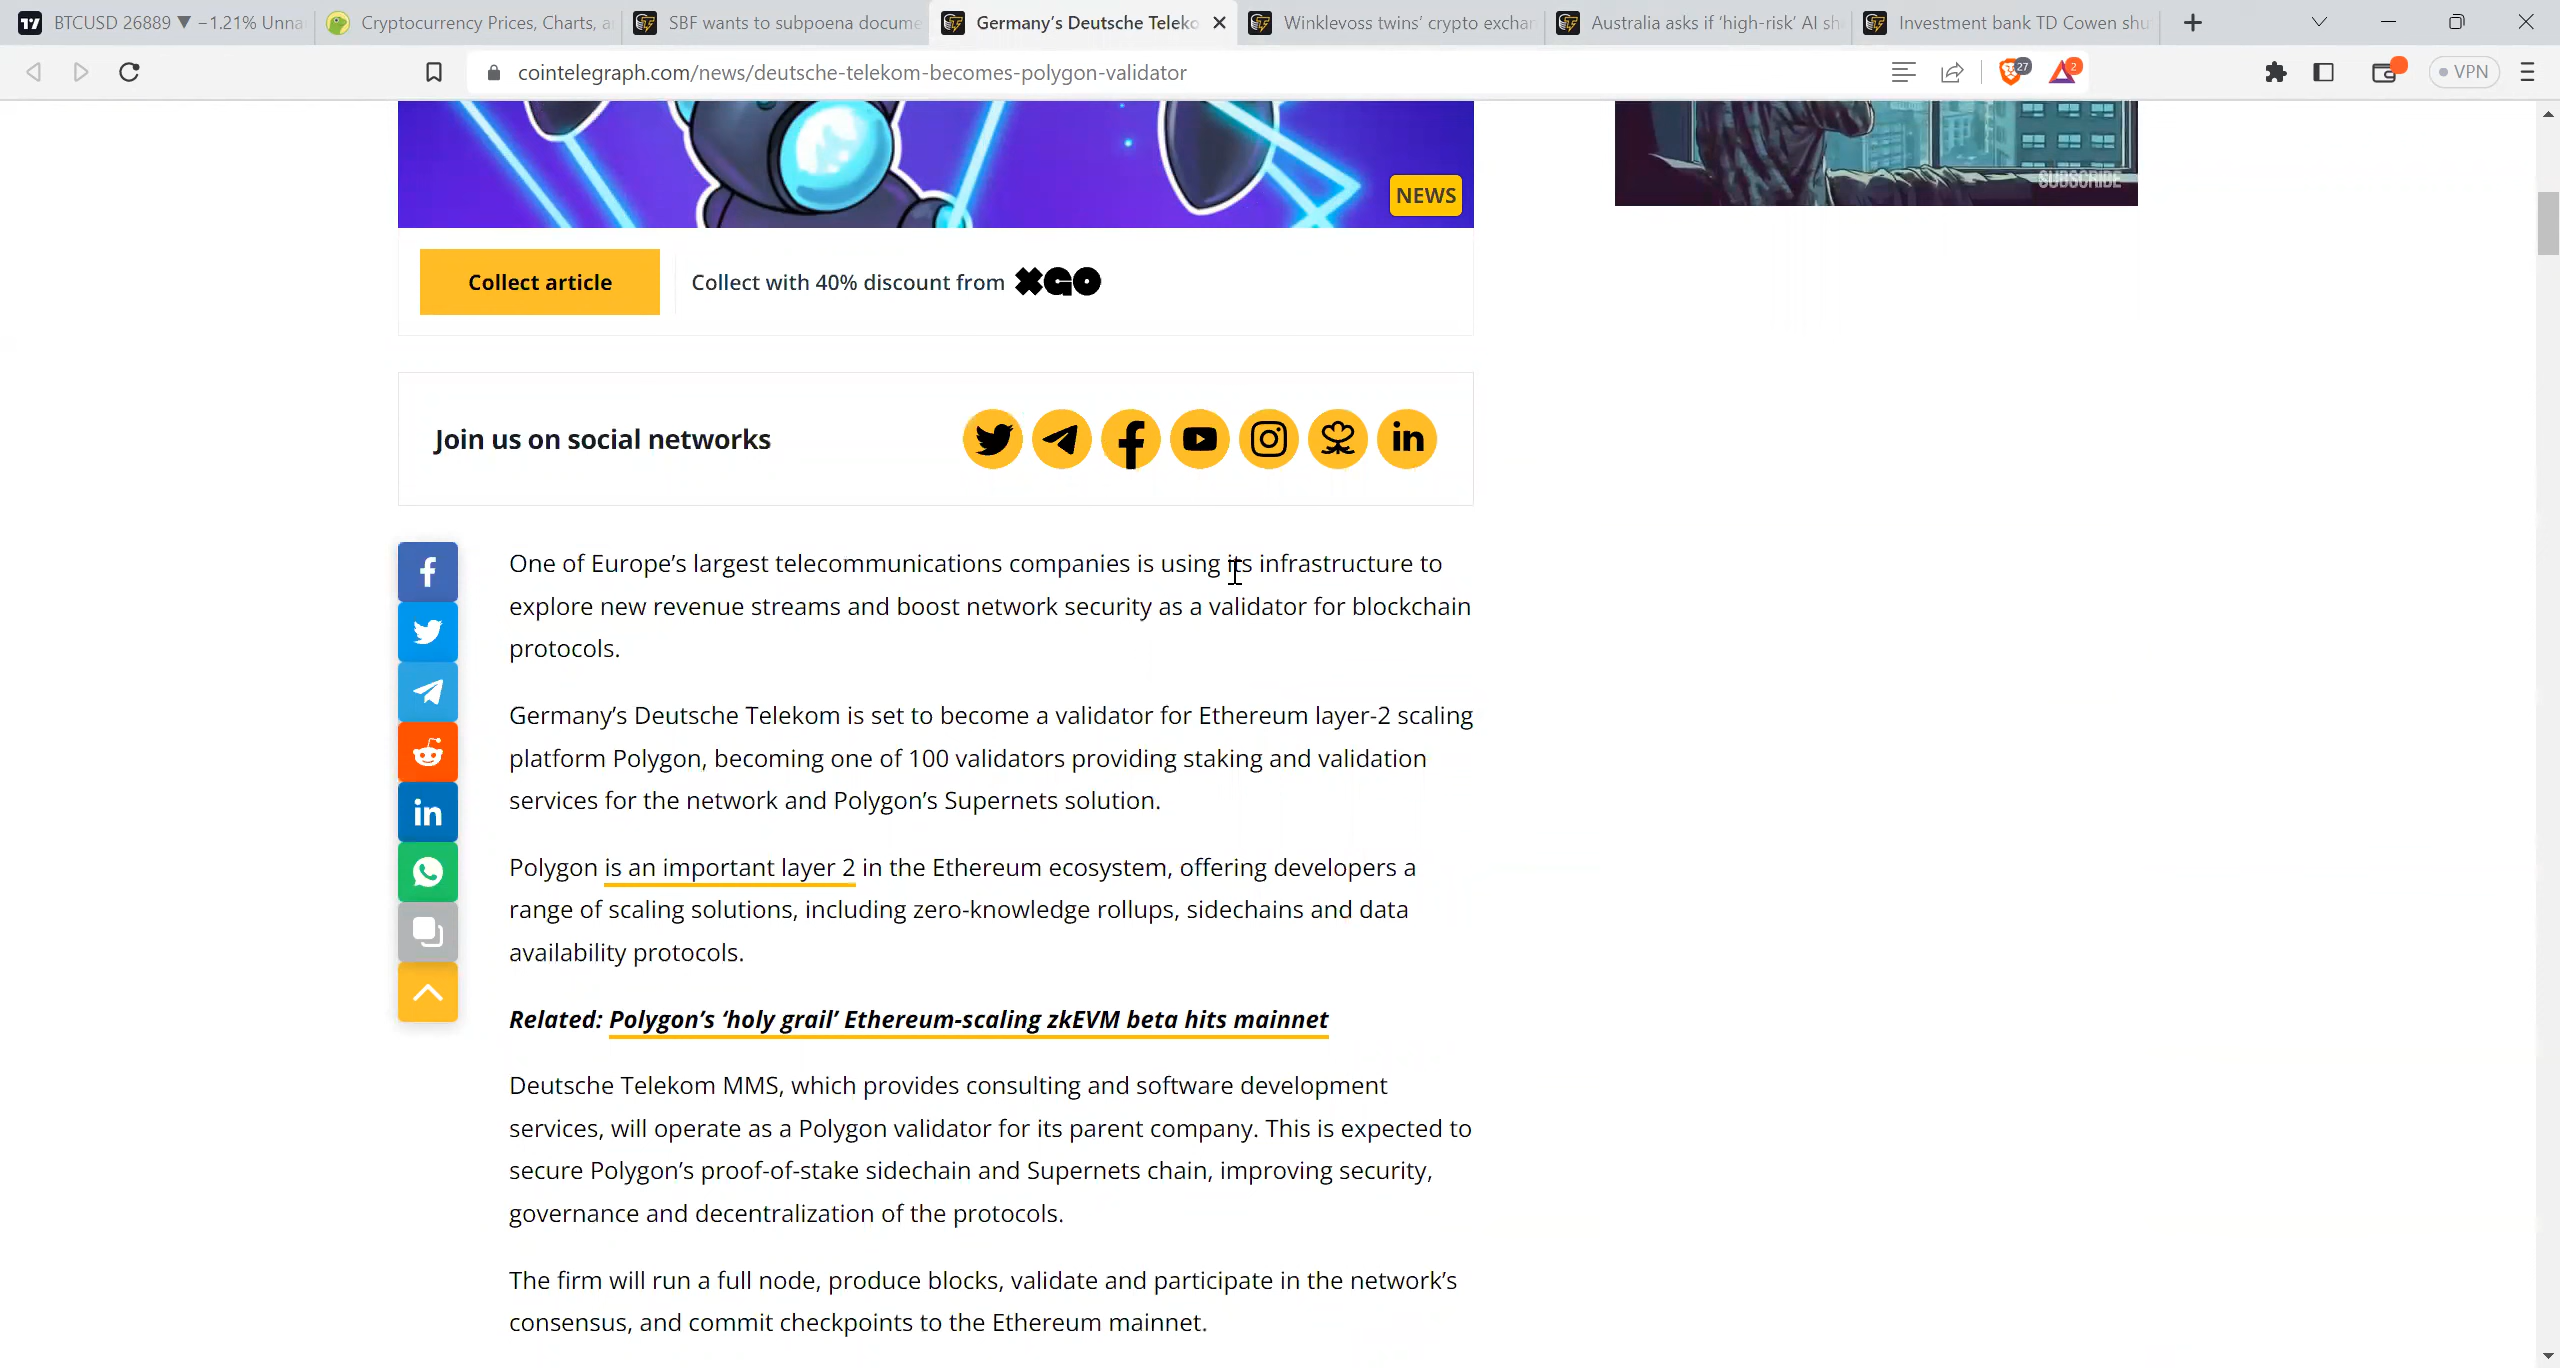 BTCUSD 26889 ▼ −1.21% Unna
Cryptocurrency Prices, Charts, a
SBF wants to subpoena docume
Germany’s Deutsche Teleko
Winklevoss twins’ crypto exchan
Australia asks if ‘high-risk’ AI sh
Investment bank TD Cowen shu
cointelegraph.com/news/deutsche-telekom-becomes-polygon-validator
27
2
VPN
NEWS
SUBSCRIBE
Collect article
Collect with 40% discount from XGO
Join us on social networks
One of Europe’s largest telecommunications companies is using its infrastructure to
explore new revenue streams and boost network security as a validator for blockchain
protocols.
Germany’s Deutsche Telekom is set to become a validator for Ethereum layer-2 scaling
platform Polygon, becoming one of 100 validators providing staking and validation
services for the network and Polygon’s Supernets solution.
Polygon is an important layer 2 in the Ethereum ecosystem, offering developers a
range of scaling solutions, including zero-knowledge rollups, sidechains and data
availability protocols.
Related: Polygon’s ‘holy grail’ Ethereum-scaling zkEVM beta hits mainnet
Deutsche Telekom MMS, which provides consulting and software development
services, will operate as a Polygon validator for its parent company. This is expected to
secure Polygon’s proof-of-stake sidechain and Supernets chain, improving security,
governance and decentralization of the protocols.
The firm will run a full node, produce blocks, validate and participate in the network’s
consensus, and commit checkpoints to the Ethereum mainnet.